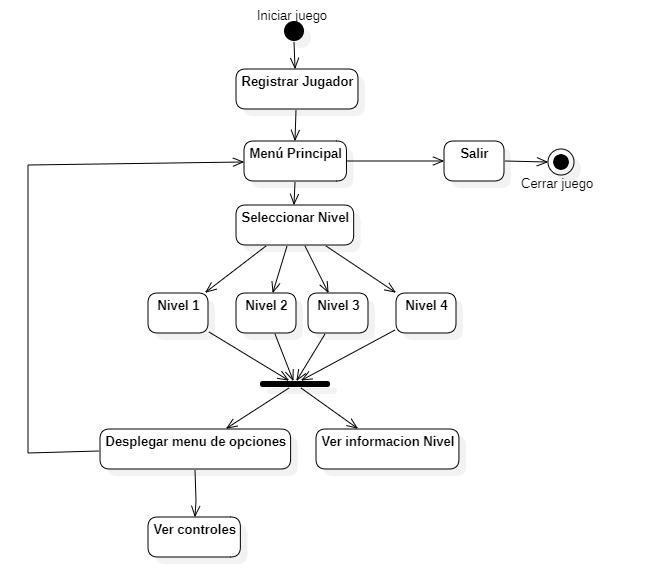 Iniciar juego
Registrar Jugador
Menú Principal
Salir
Cerrar juego
Seleccionar Nivel
Nivel 1
Nivel 2
Nivel 3
Nivel 4
Desplegar menu de opciones
Ver informacion Nivel
Ver controles